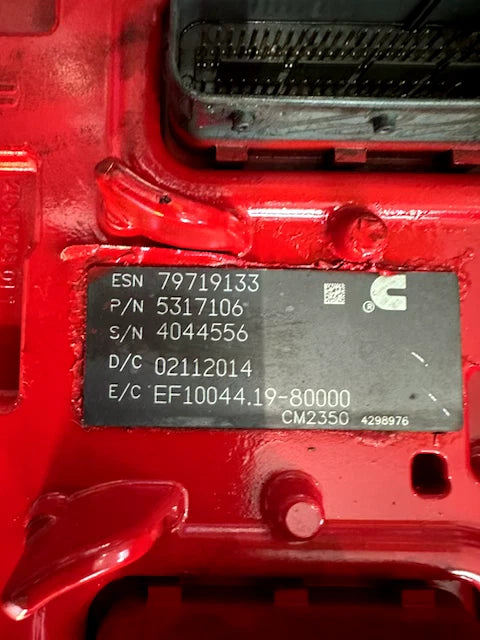 ESN 79719133
P/N 5317106
S/N 4044556
D/C 02112014
E/C EF10044.19-80000
CM2350 4298976
®